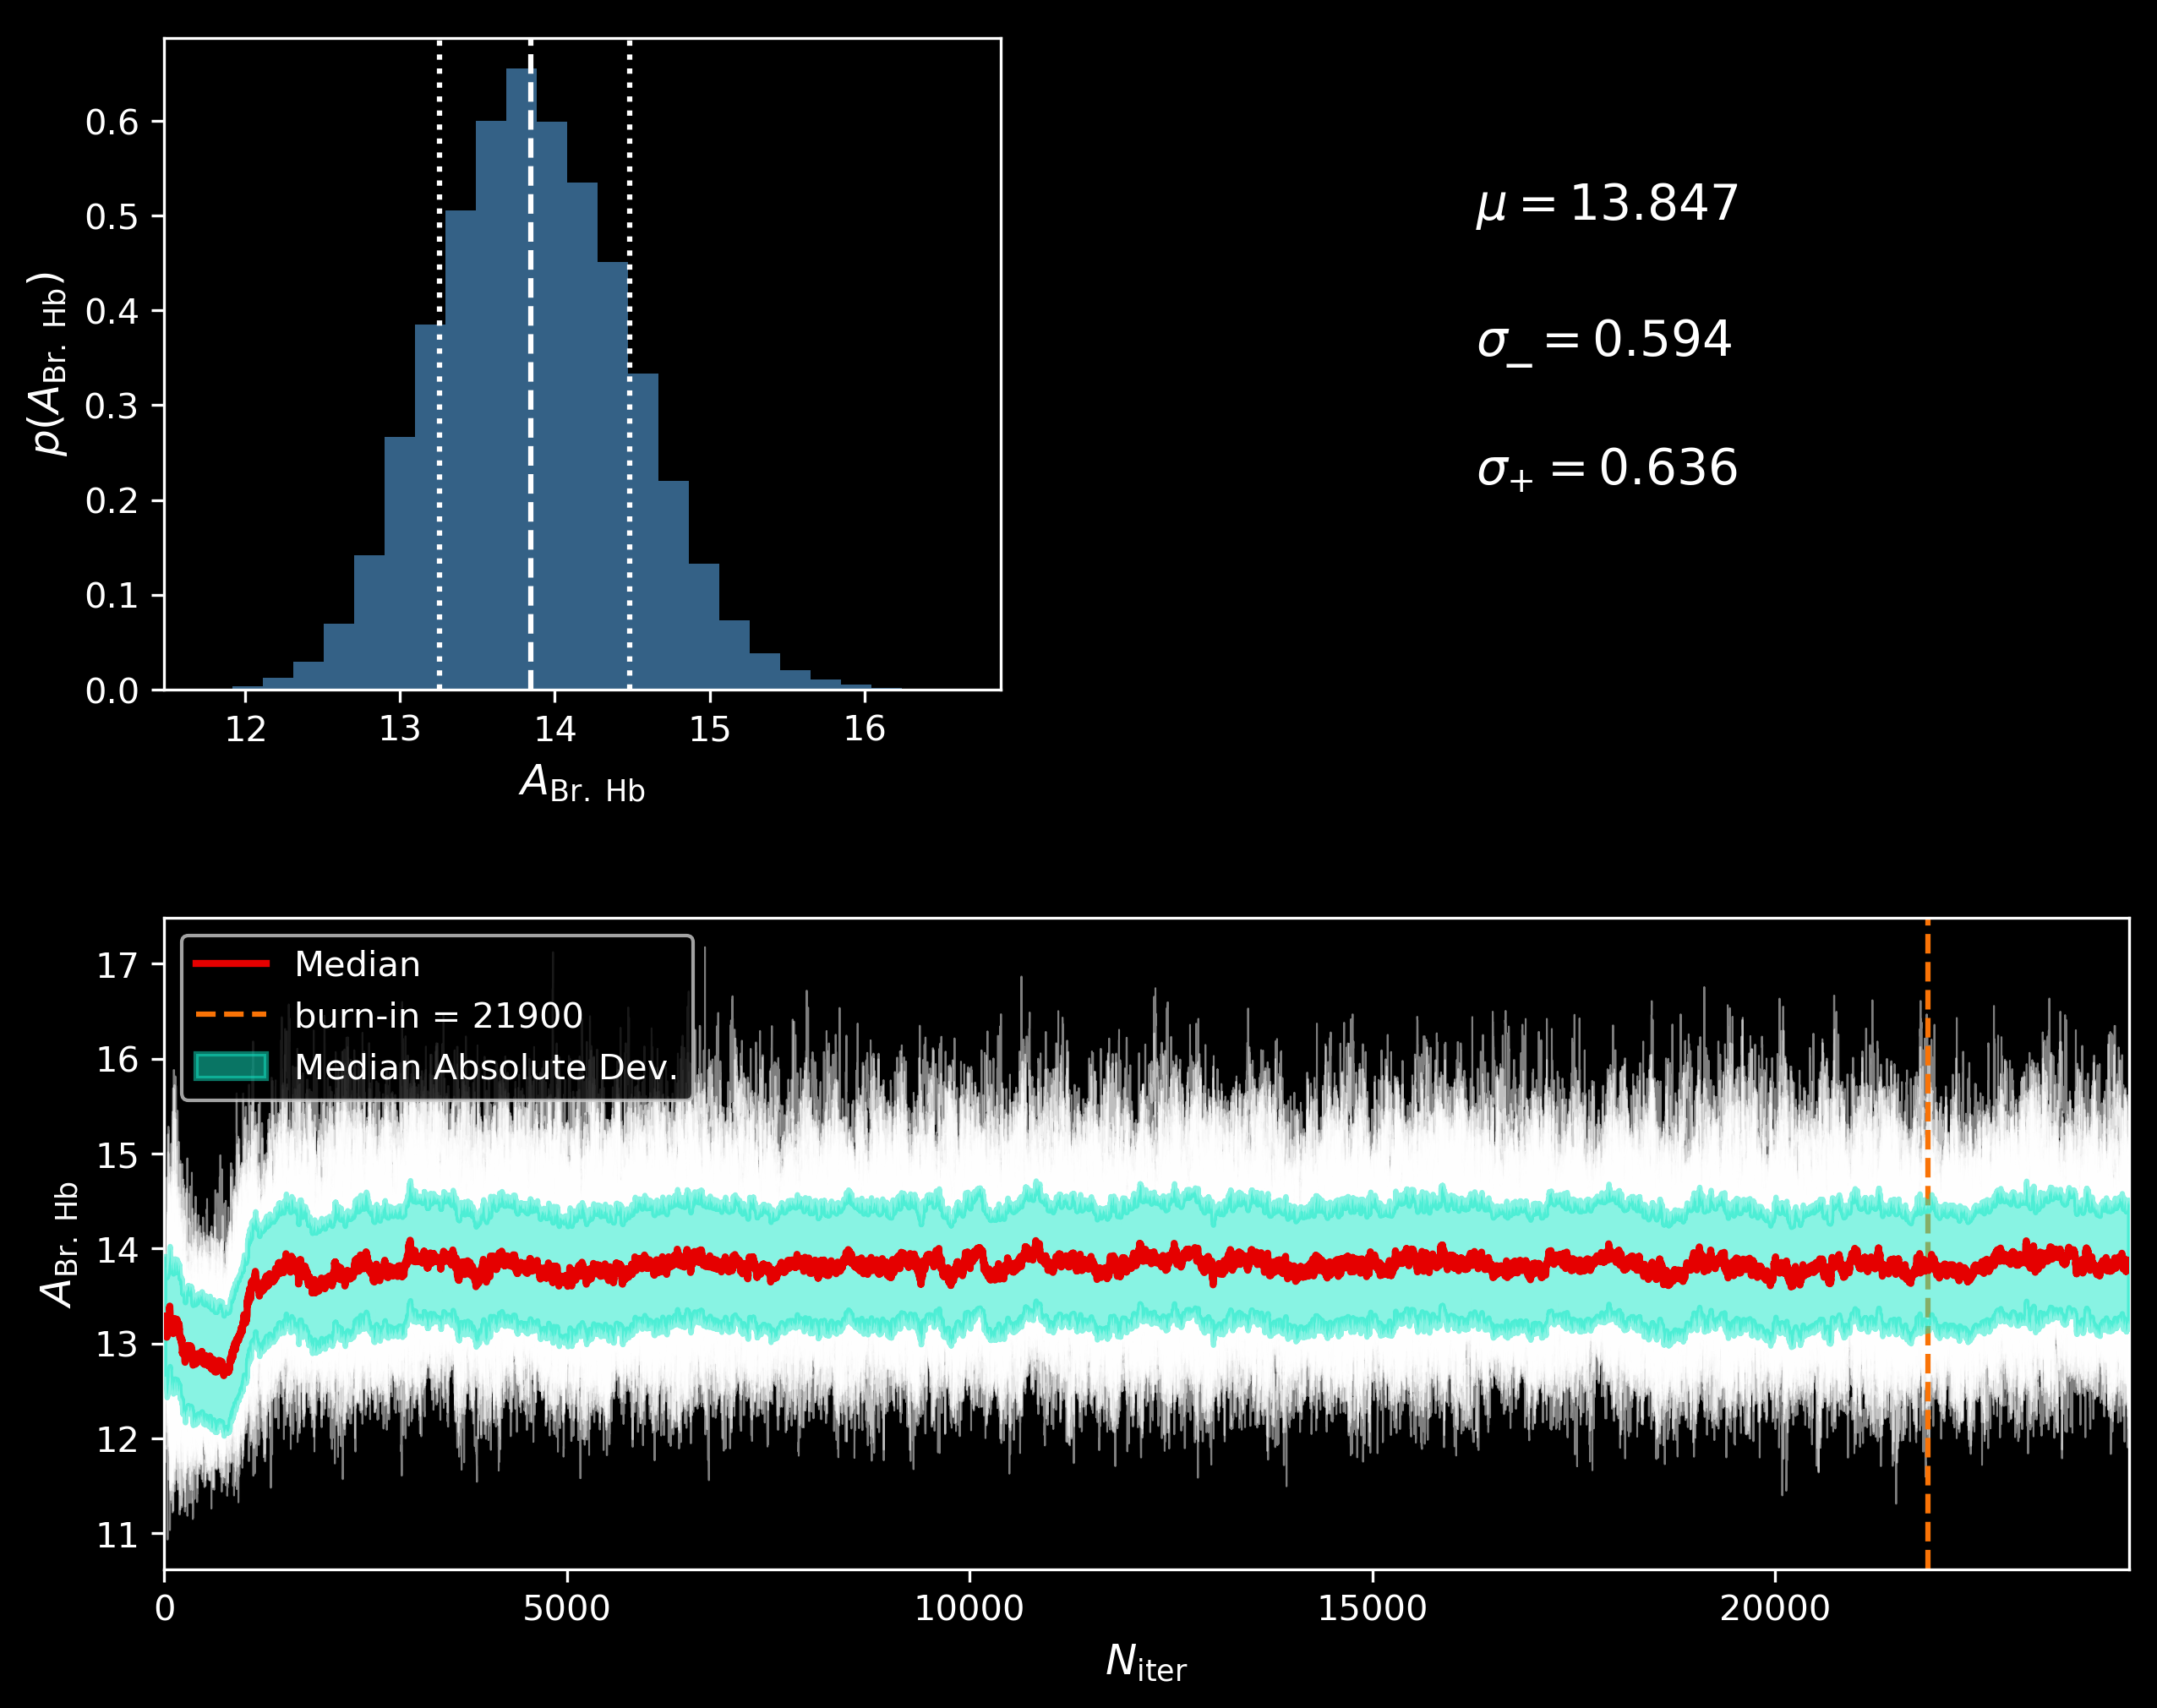 0.6
0.5
0.4
0.3
0.2
0.1
0.0
p(A_Br. Hb)
12 13 14 15 16
A_Br. Hb
μ = 13.847
σ_− = 0.594
σ_+ = 0.636
17
16
15
14
13
12
11
A_Br. Hb
Median
burn-in = 21900
Median Absolute Dev.
0 5000 10000 15000 20000
N_iter